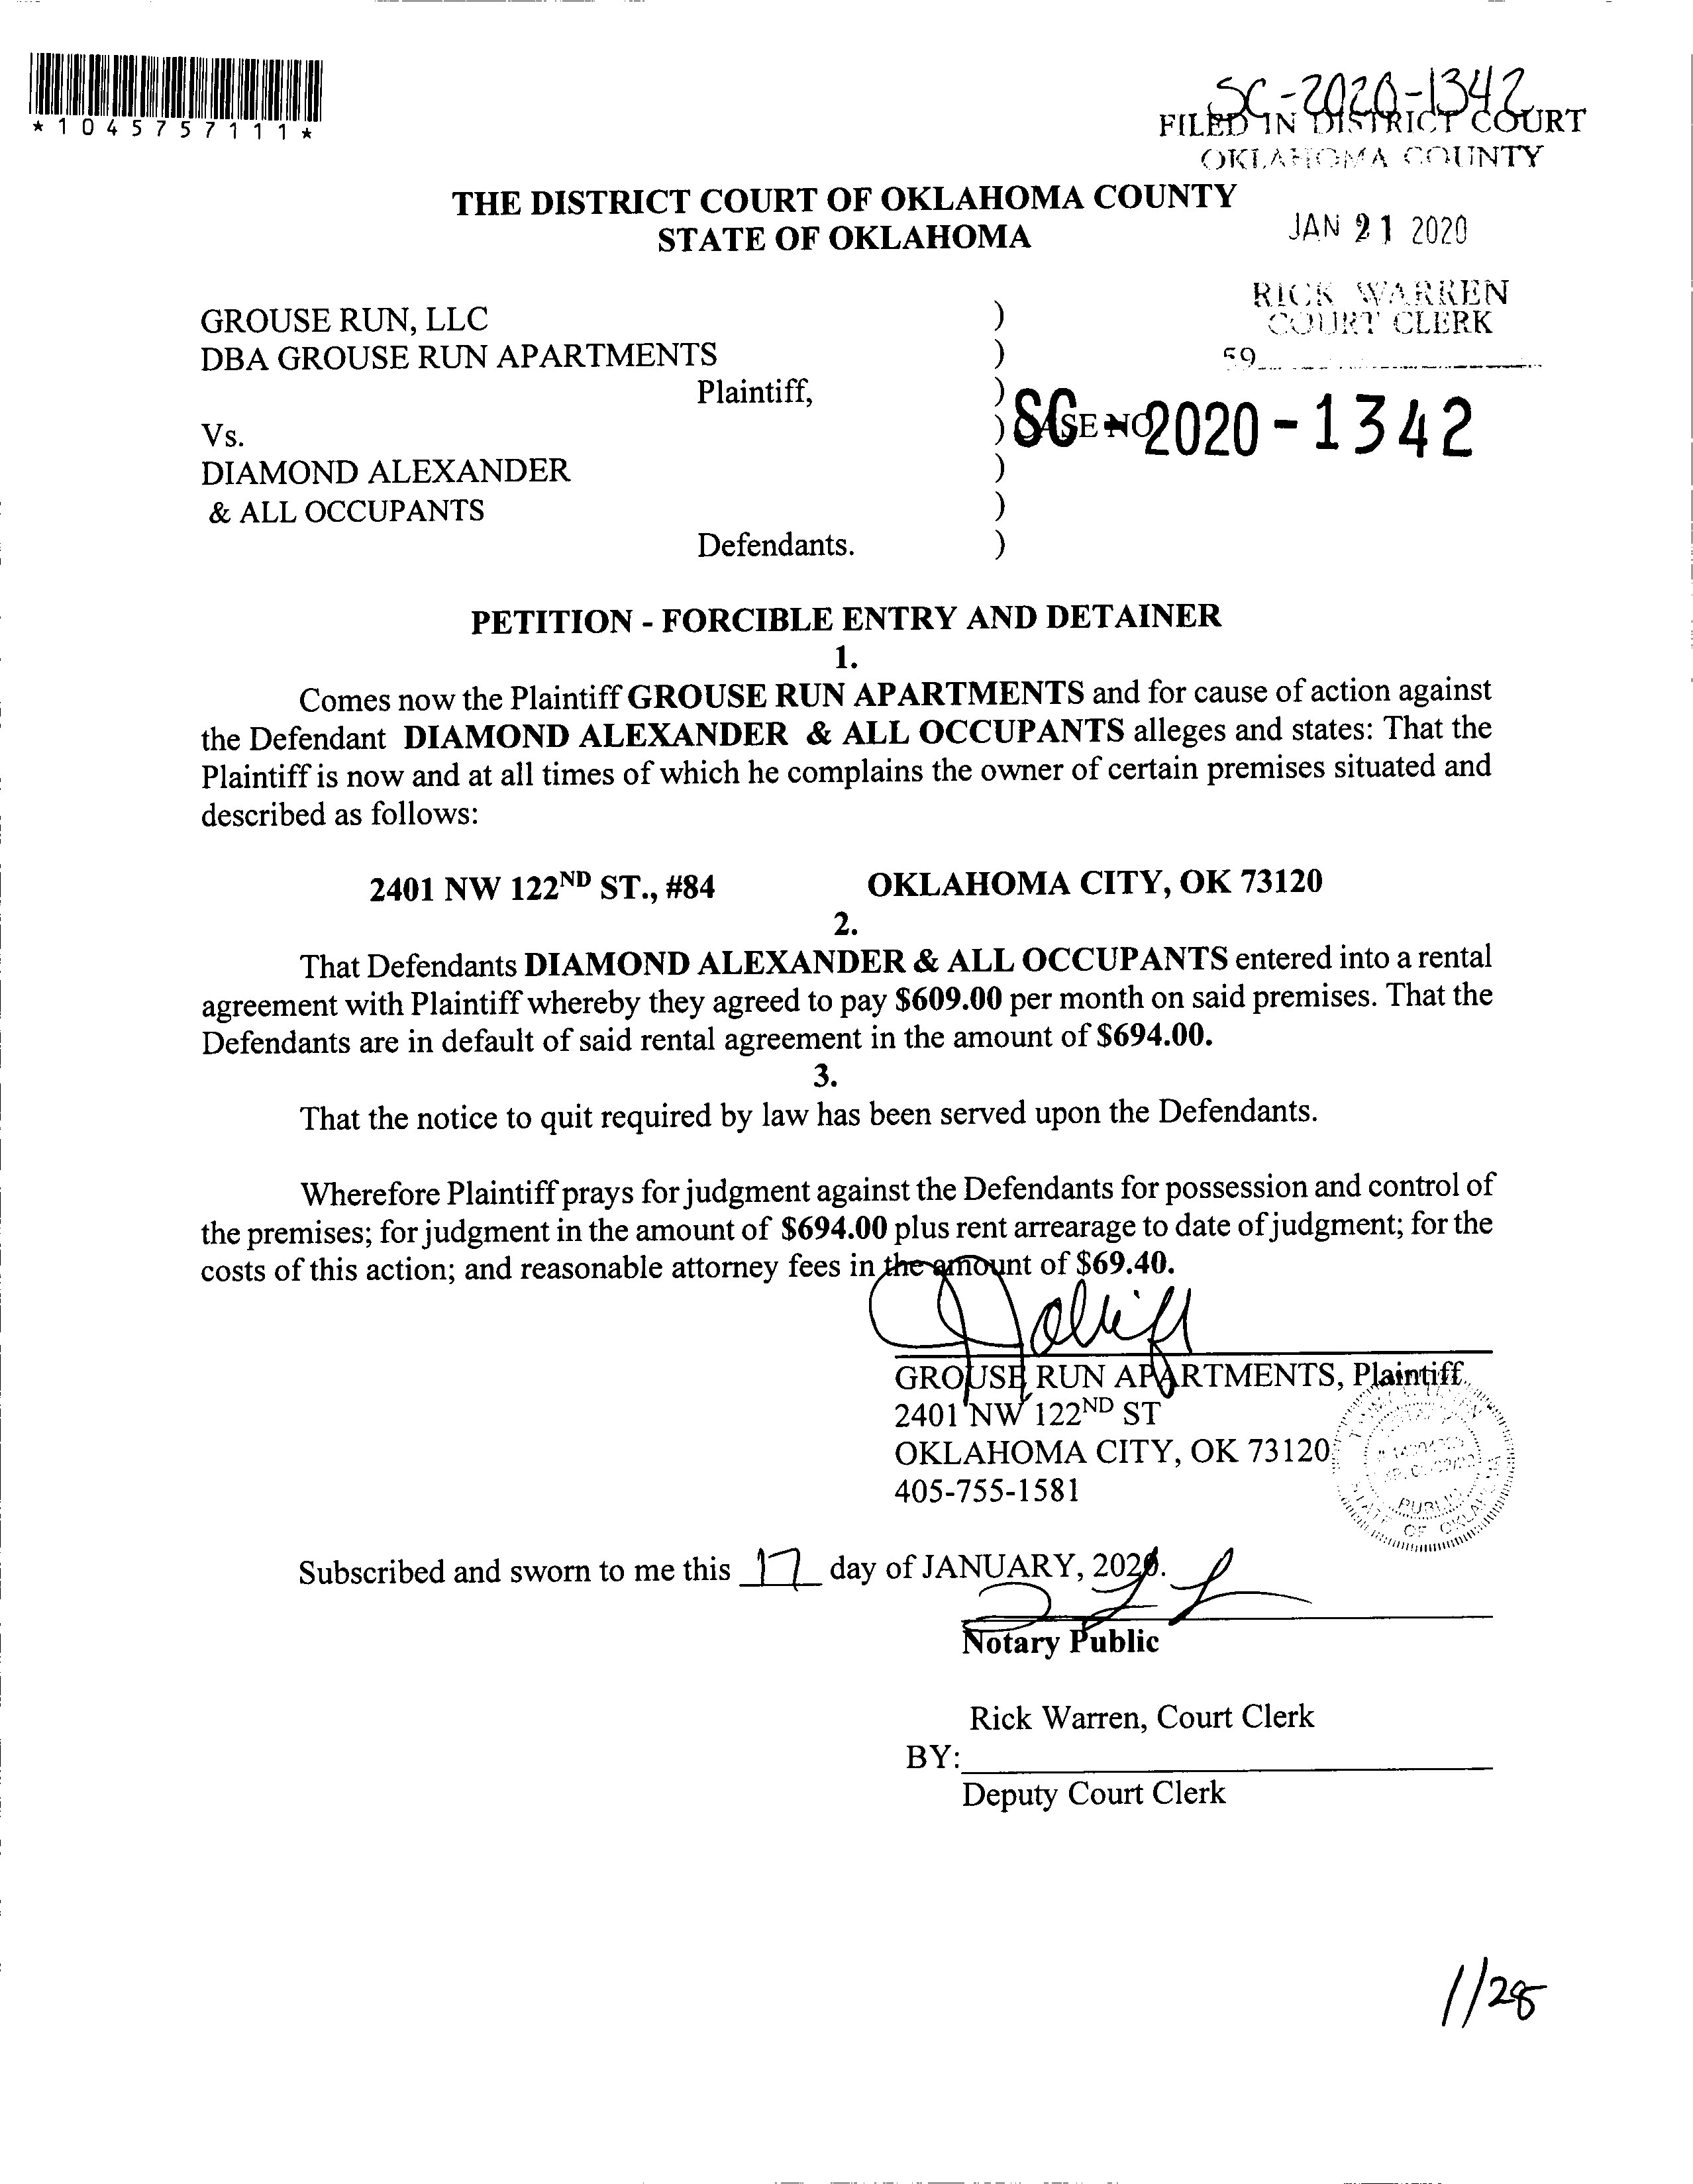 *1045757111*
SC-2020-1342
FILED IN DISTRICT COURT
OKLAHOMA COUNTY
THE DISTRICT COURT OF OKLAHOMA COUNTY
STATE OF OKLAHOMA
JAN 21 2020
RICK WARREN
COURT CLERK
59
GROUSE RUN, LLC )
DBA GROUSE RUN APARTMENTS )
Plaintiff, )
Vs. ) CASE NO SC-2020-1342
DIAMOND ALEXANDER )
& ALL OCCUPANTS )
Defendants. )
PETITION - FORCIBLE ENTRY AND DETAINER
1.
Comes now the Plaintiff GROUSE RUN APARTMENTS and for cause of action against
the Defendant DIAMOND ALEXANDER & ALL OCCUPANTS alleges and states: That the
Plaintiff is now and at all times of which he complains the owner of certain premises situated and
described as follows:
2401 NW 122ND ST., #84 OKLAHOMA CITY, OK 73120
2.
That Defendants DIAMOND ALEXANDER & ALL OCCUPANTS entered into a rental
agreement with Plaintiff whereby they agreed to pay $609.00 per month on said premises. That the
Defendants are in default of said rental agreement in the amount of $694.00.
3.
That the notice to quit required by law has been served upon the Defendants.
Wherefore Plaintiff prays for judgment against the Defendants for possession and control of
the premises; for judgment in the amount of $694.00 plus rent arrearage to date of judgment; for the
costs of this action; and reasonable attorney fees in the amount of $69.40.
GROUSE RUN APARTMENTS, Plaintiff
2401 NW 122ND ST
OKLAHOMA CITY, OK 73120
405-755-1581
PUBLIC
STATE OF OKLAHOMA
Subscribed and sworn to me this 17 day of JANUARY, 2020.
Notary Public
Rick Warren, Court Clerk
BY:
Deputy Court Clerk
1/28